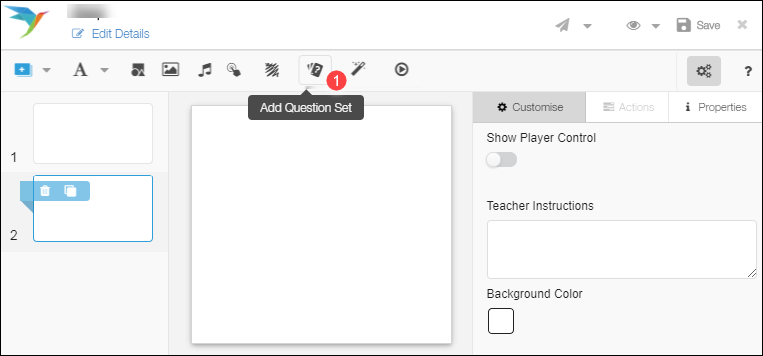 Edit Details
Save
A
?
1
Add Question Set
Customise
Actions
Properties
Show Player Control
1
Teacher Instructions
2
Background Color